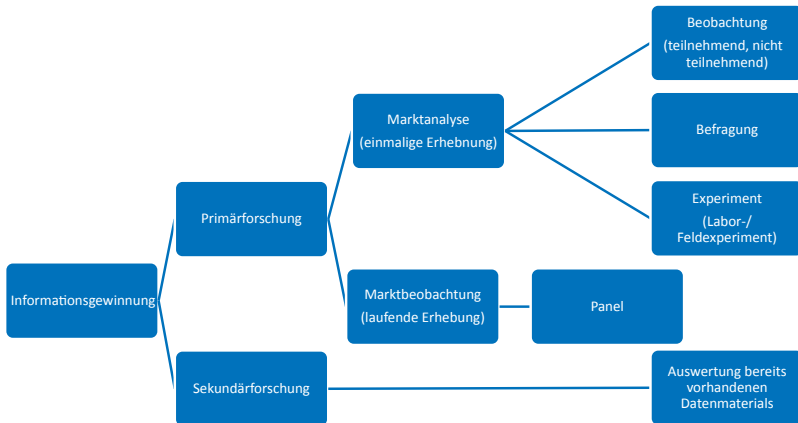 Beobachtung
(teilnehmend, nicht
teilnehmend)
Marktanalyse
(einmalige Erhebnung)
Befragung
Experiment
(Labor-/
Feldexperiment)
Primärforschung
Informationsgewinnung
Marktbeobachtung
(laufende Erhebung)
Panel
Sekundärforschung
Auswertung bereits
vorhandenen
Datenmaterials